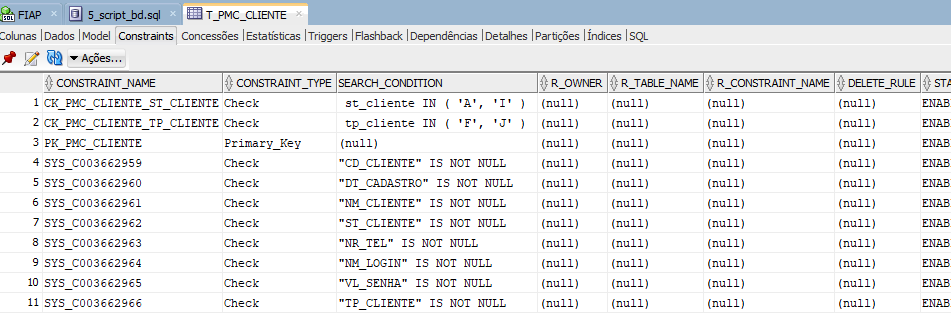 FIAP 5_script_bd.sql T_PMC_CLIENTE
Colunas Dados Model Constraints Concessões Estatísticas Triggers Flashback Dependências Detalhes Partições Índices SQL
Ações...
CONSTRAINT_NAME CONSTRAINT_TYPE SEARCH_CONDITION R_OWNER R_TABLE_NAME R_CONSTRAINT_NAME DELETE_RULE STA
1 CK_PMC_CLIENTE_ST_CLIENTE Check st_cliente IN ( 'A', 'I' ) (null) (null) (null) (null) ENAB
2 CK_PMC_CLIENTE_TP_CLIENTE Check tp_cliente IN ( 'F', 'J' ) (null) (null) (null) (null) ENAB
3 PK_PMC_CLIENTE Primary_Key (null) (null) (null) (null) (null) ENAB
4 SYS_C003662959 Check "CD_CLIENTE" IS NOT NULL (null) (null) (null) (null) ENAB
5 SYS_C003662960 Check "DT_CADASTRO" IS NOT NULL (null) (null) (null) (null) ENAB
6 SYS_C003662961 Check "NM_CLIENTE" IS NOT NULL (null) (null) (null) (null) ENAB
7 SYS_C003662962 Check "ST_CLIENTE" IS NOT NULL (null) (null) (null) (null) ENAB
8 SYS_C003662963 Check "NR_TEL" IS NOT NULL (null) (null) (null) (null) ENAB
9 SYS_C003662964 Check "NM_LOGIN" IS NOT NULL (null) (null) (null) (null) ENAB
10 SYS_C003662965 Check "VL_SENHA" IS NOT NULL (null) (null) (null) (null) ENAB
11 SYS_C003662966 Check "TP_CLIENTE" IS NOT NULL (null) (null) (null) (null) ENAB